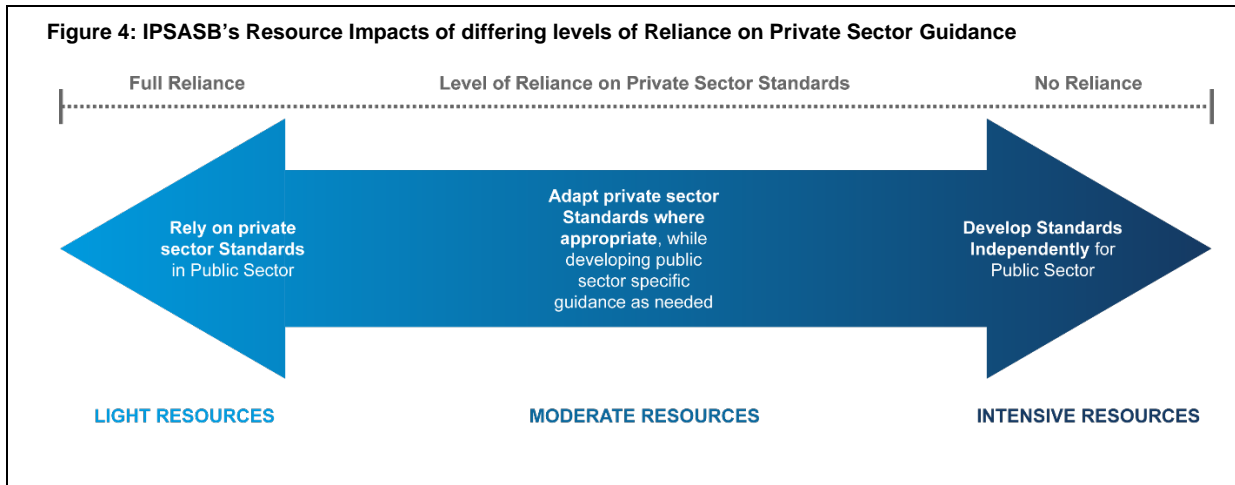 Figure 4: IPSASB's Resource Impacts of differing levels of Reliance on Private Sector Guidance
Full Reliance
Level of Reliance on Private Sector Standards
No Reliance
Rely on private
sector Standards
in Public Sector
Adapt private sector
Standards where
appropriate, while
developing public
sector specific
guidance as needed
Develop Standards
Independently for
Public Sector
LIGHT RESOURCES
MODERATE RESOURCES
INTENSIVE RESOURCES